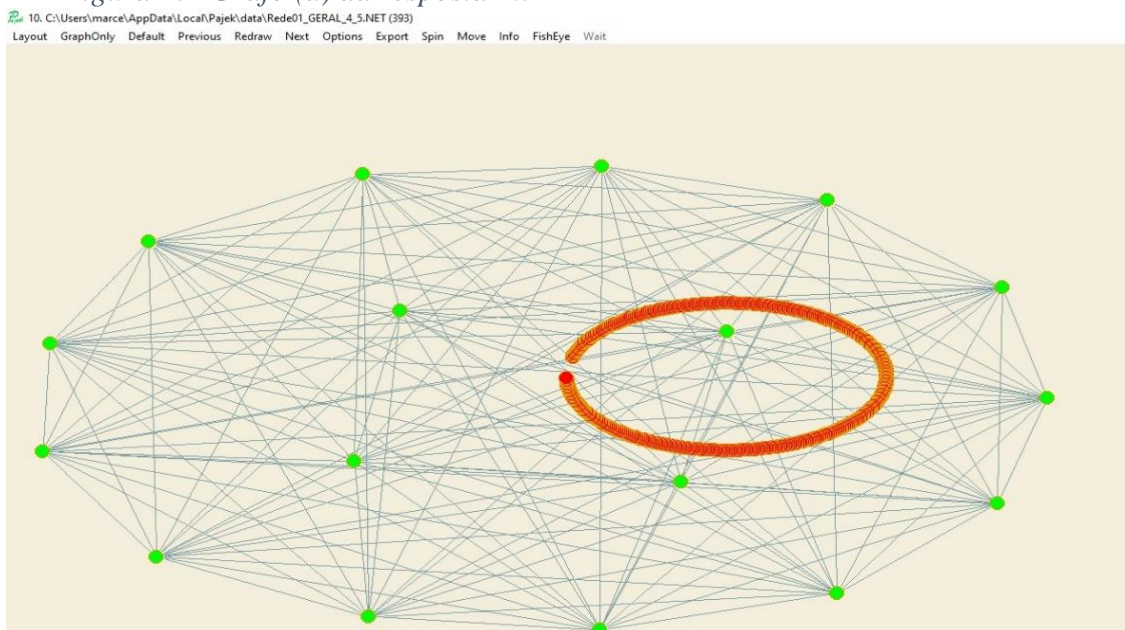 10. C:\Users\marce\AppData\Local\Pajek\data\Rede01_GERAL_4_5.NET (393)
Layout GraphOnly Default Previous Redraw Next Options Export Spin Move Info FishEye Wait